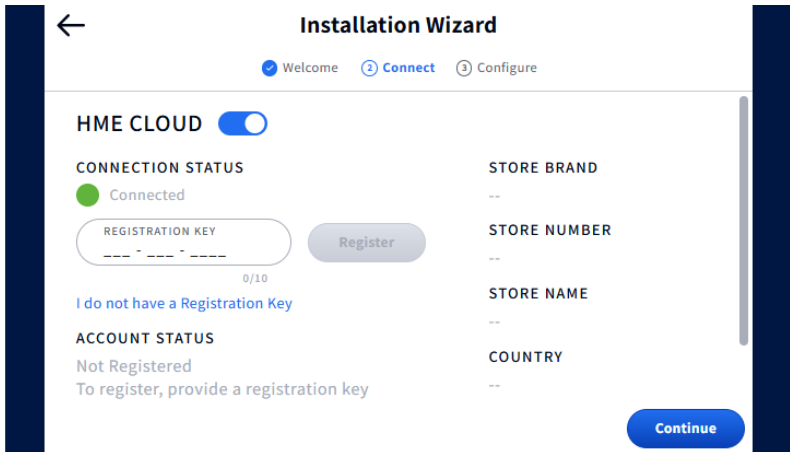 Installation Wizard
Welcome
2 Connect
3 Configure
HME CLOUD
CONNECTION STATUS
Connected
REGISTRATION KEY
___ - ___ - ____
Register
0/10
I do not have a Registration Key
ACCOUNT STATUS
Not Registered
To register, provide a registration key
STORE BRAND
--
STORE NUMBER
--
STORE NAME
--
COUNTRY
--
Continue